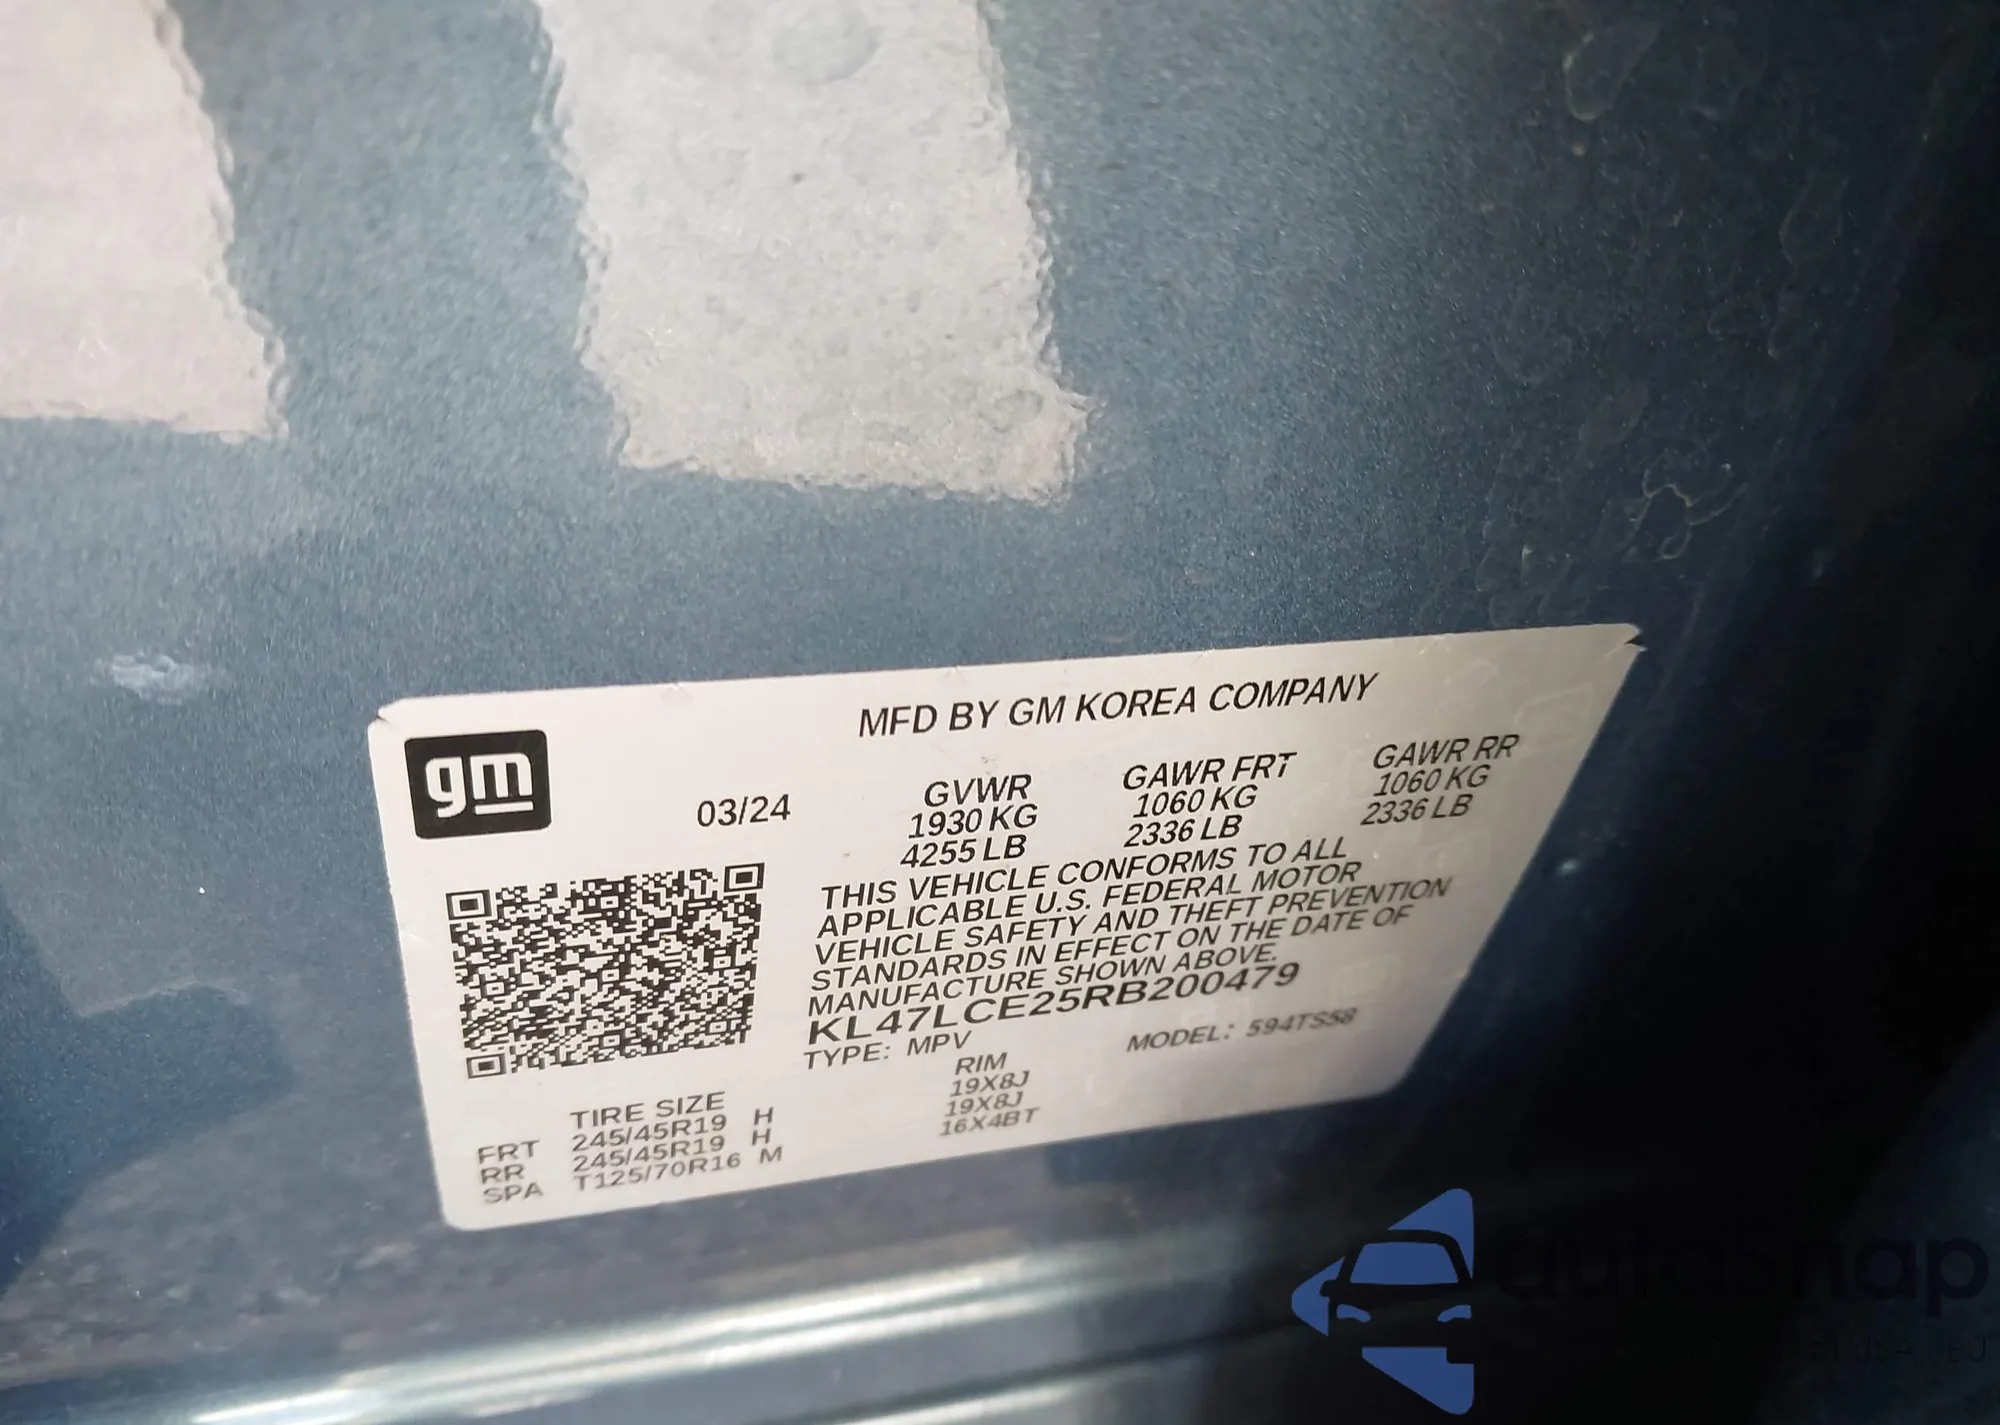 MFD BY GM KOREA COMPANY
gm
03/24
GVWR GAWR FRT GAWR RR
1930 KG 1060 KG 1060 KG
4255 LB 2336 LB 2336 LB
THIS VEHICLE CONFORMS TO ALL
APPLICABLE U.S. FEDERAL MOTOR
VEHICLE SAFETY AND THEFT PREVENTION
STANDARDS IN EFFECT ON THE DATE OF
MANUFACTURE SHOWN ABOVE.
KL47LCE25RB200479
TYPE: MPV MODEL: 594TS58
TIRE SIZE RIM
FRT 245/45R19 H 19X8J
RR 245/45R19 H 19X8J
SPA T125/70R16 M 16X4BT
autosnap